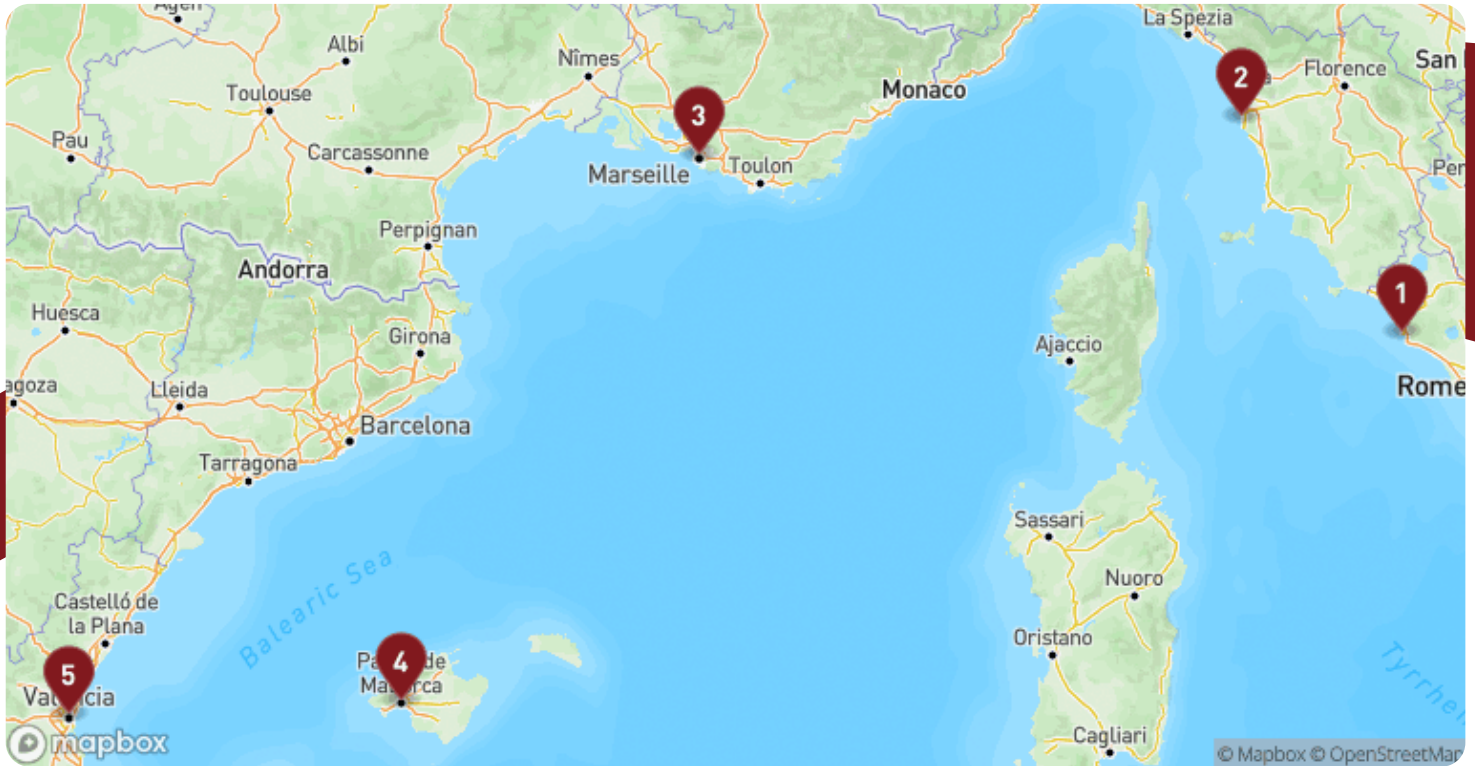 Agen
La Spezia
Albi
Nîmes
2
Florence
San
Toulouse
Monaco
3
Pau
Carcassonne
Marseille
Toulon
Per
Perpignan
Andorra
1
Huesca
Girona
Ajaccio
agoza
Lleida
Rome
Barcelona
Tarragona
Sassari
Balearic Sea
Nuoro
Castelló de
la Plana
Oristano
4
de
5
Cagliari
mapbox
© Mapbox © OpenStreetMap